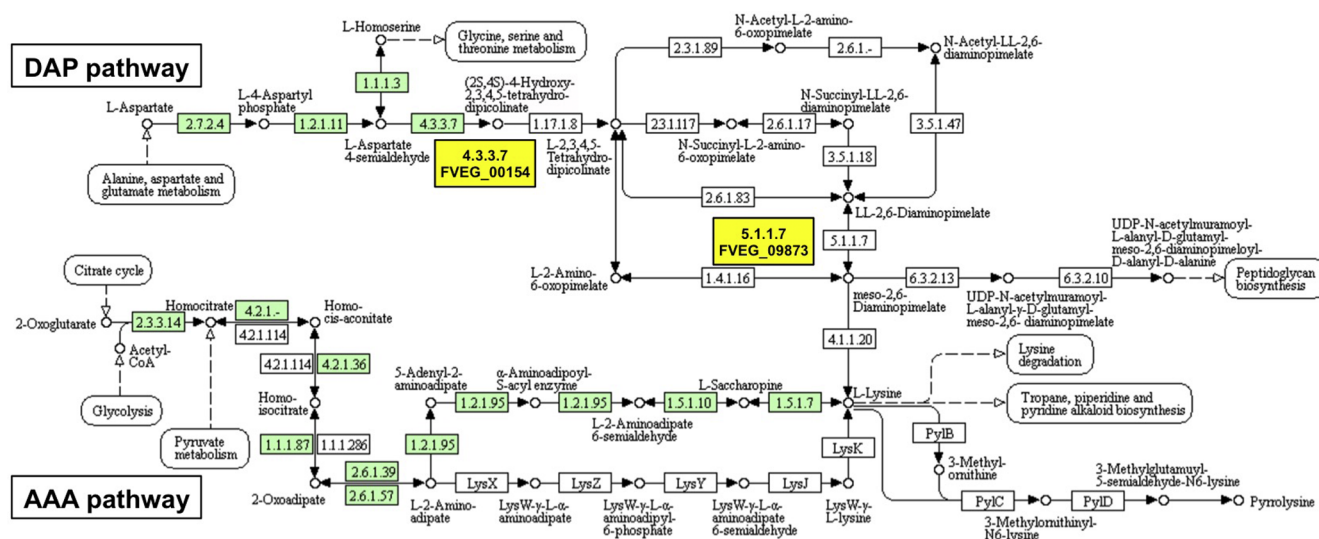 DAP pathway
L-Homoserine
Glycine, serine and
threonine metabolism
1.1.1.3
N-Acetyl-L-2-amino-
6-oxopimelate
2.3.1.89
2.6.1.-
N-Acetyl-LL-2,6-
diaminopimelate
L-Aspartate
L-4-Aspartyl
phosphate
(2S,4S)-4-Hydroxy-
2,3,4,5-tetrahydro-
dipicolinate
2.7.2.4
1.2.1.11
4.3.3.7
1.17.1.8
L-Aspartate
4-semialdehyde
L-2,3,4,5-
Tetrahydro-
dipicolinate
N-Succinyl-LL-2,6-
diaminopimelate
2.3.1.117
2.6.1.17
3.5.1.47
N-Succinyl-L-2-amino-
6-oxopimelate
3.5.1.18
4.3.3.7
FVEG_00154
Alanine, aspartate and
glutamate metabolism
2.6.1.83
LL-2,6-Diaminopimelate
5.1.1.7
FVEG_09873
5.1.1.7
L-2-Amino-
6-oxopimelate
1.4.1.16
meso-2,6-
Diaminopimelate
6.3.2.13
6.3.2.10
UDP-N-acetylmuramoyl-
L-alanyl-D-glutamyl-
meso-2,6-diaminopimeloyl-
D-alanyl-D-alanine
Peptidoglycan
biosynthesis
UDP-N-acetylmuramoyl-
L-alanyl-γ-D-glutamyl-
meso-2,6- diaminopimelate
4.1.1.20
Citrate cycle
Homocitrate
4.2.1.-
Homo-
cis-aconitate
2-Oxoglutarate
2.3.3.14
4.2.1.114
Acetyl-
CoA
4.2.1.114
4.2.1.36
Glycolysis
Pyruvate
metabolism
Homo-
isocitrate
1.1.1.87
1.1.1.286
5-Adenyl-2-
aminoadipate
α-Aminoadipoyl-
S-acyl enzyme
L-Saccharopine
L-Lysine
1.2.1.95
1.2.1.95
1.5.1.10
1.5.1.7
L-2-Aminoadipate
6-semialdehyde
1.2.1.95
Lysine
degradation
Tropane, piperidine and
pyridine alkaloid biosynthesis
2.6.1.39
2.6.1.57
AAA pathway
2-Oxoadipate
L-2-Amino-
adipate
LysX
LysZ
LysY
LysJ
LysK
LysW-γ-L-α-
aminoadipate
LysW-γ-L-α-
aminoadipyl-
6-phosphate
LysW-γ-L-α-
aminoadipate
6-semialdehyde
LysW-γ-
L-lysine
PylB
3-Methyl-
ornithine
PylC
PylD
3-Methylornithinyl-
N6-lysine
3-Methylglutamuyl-
5-semialdehyde-N6-lysine
Pyrrolysine